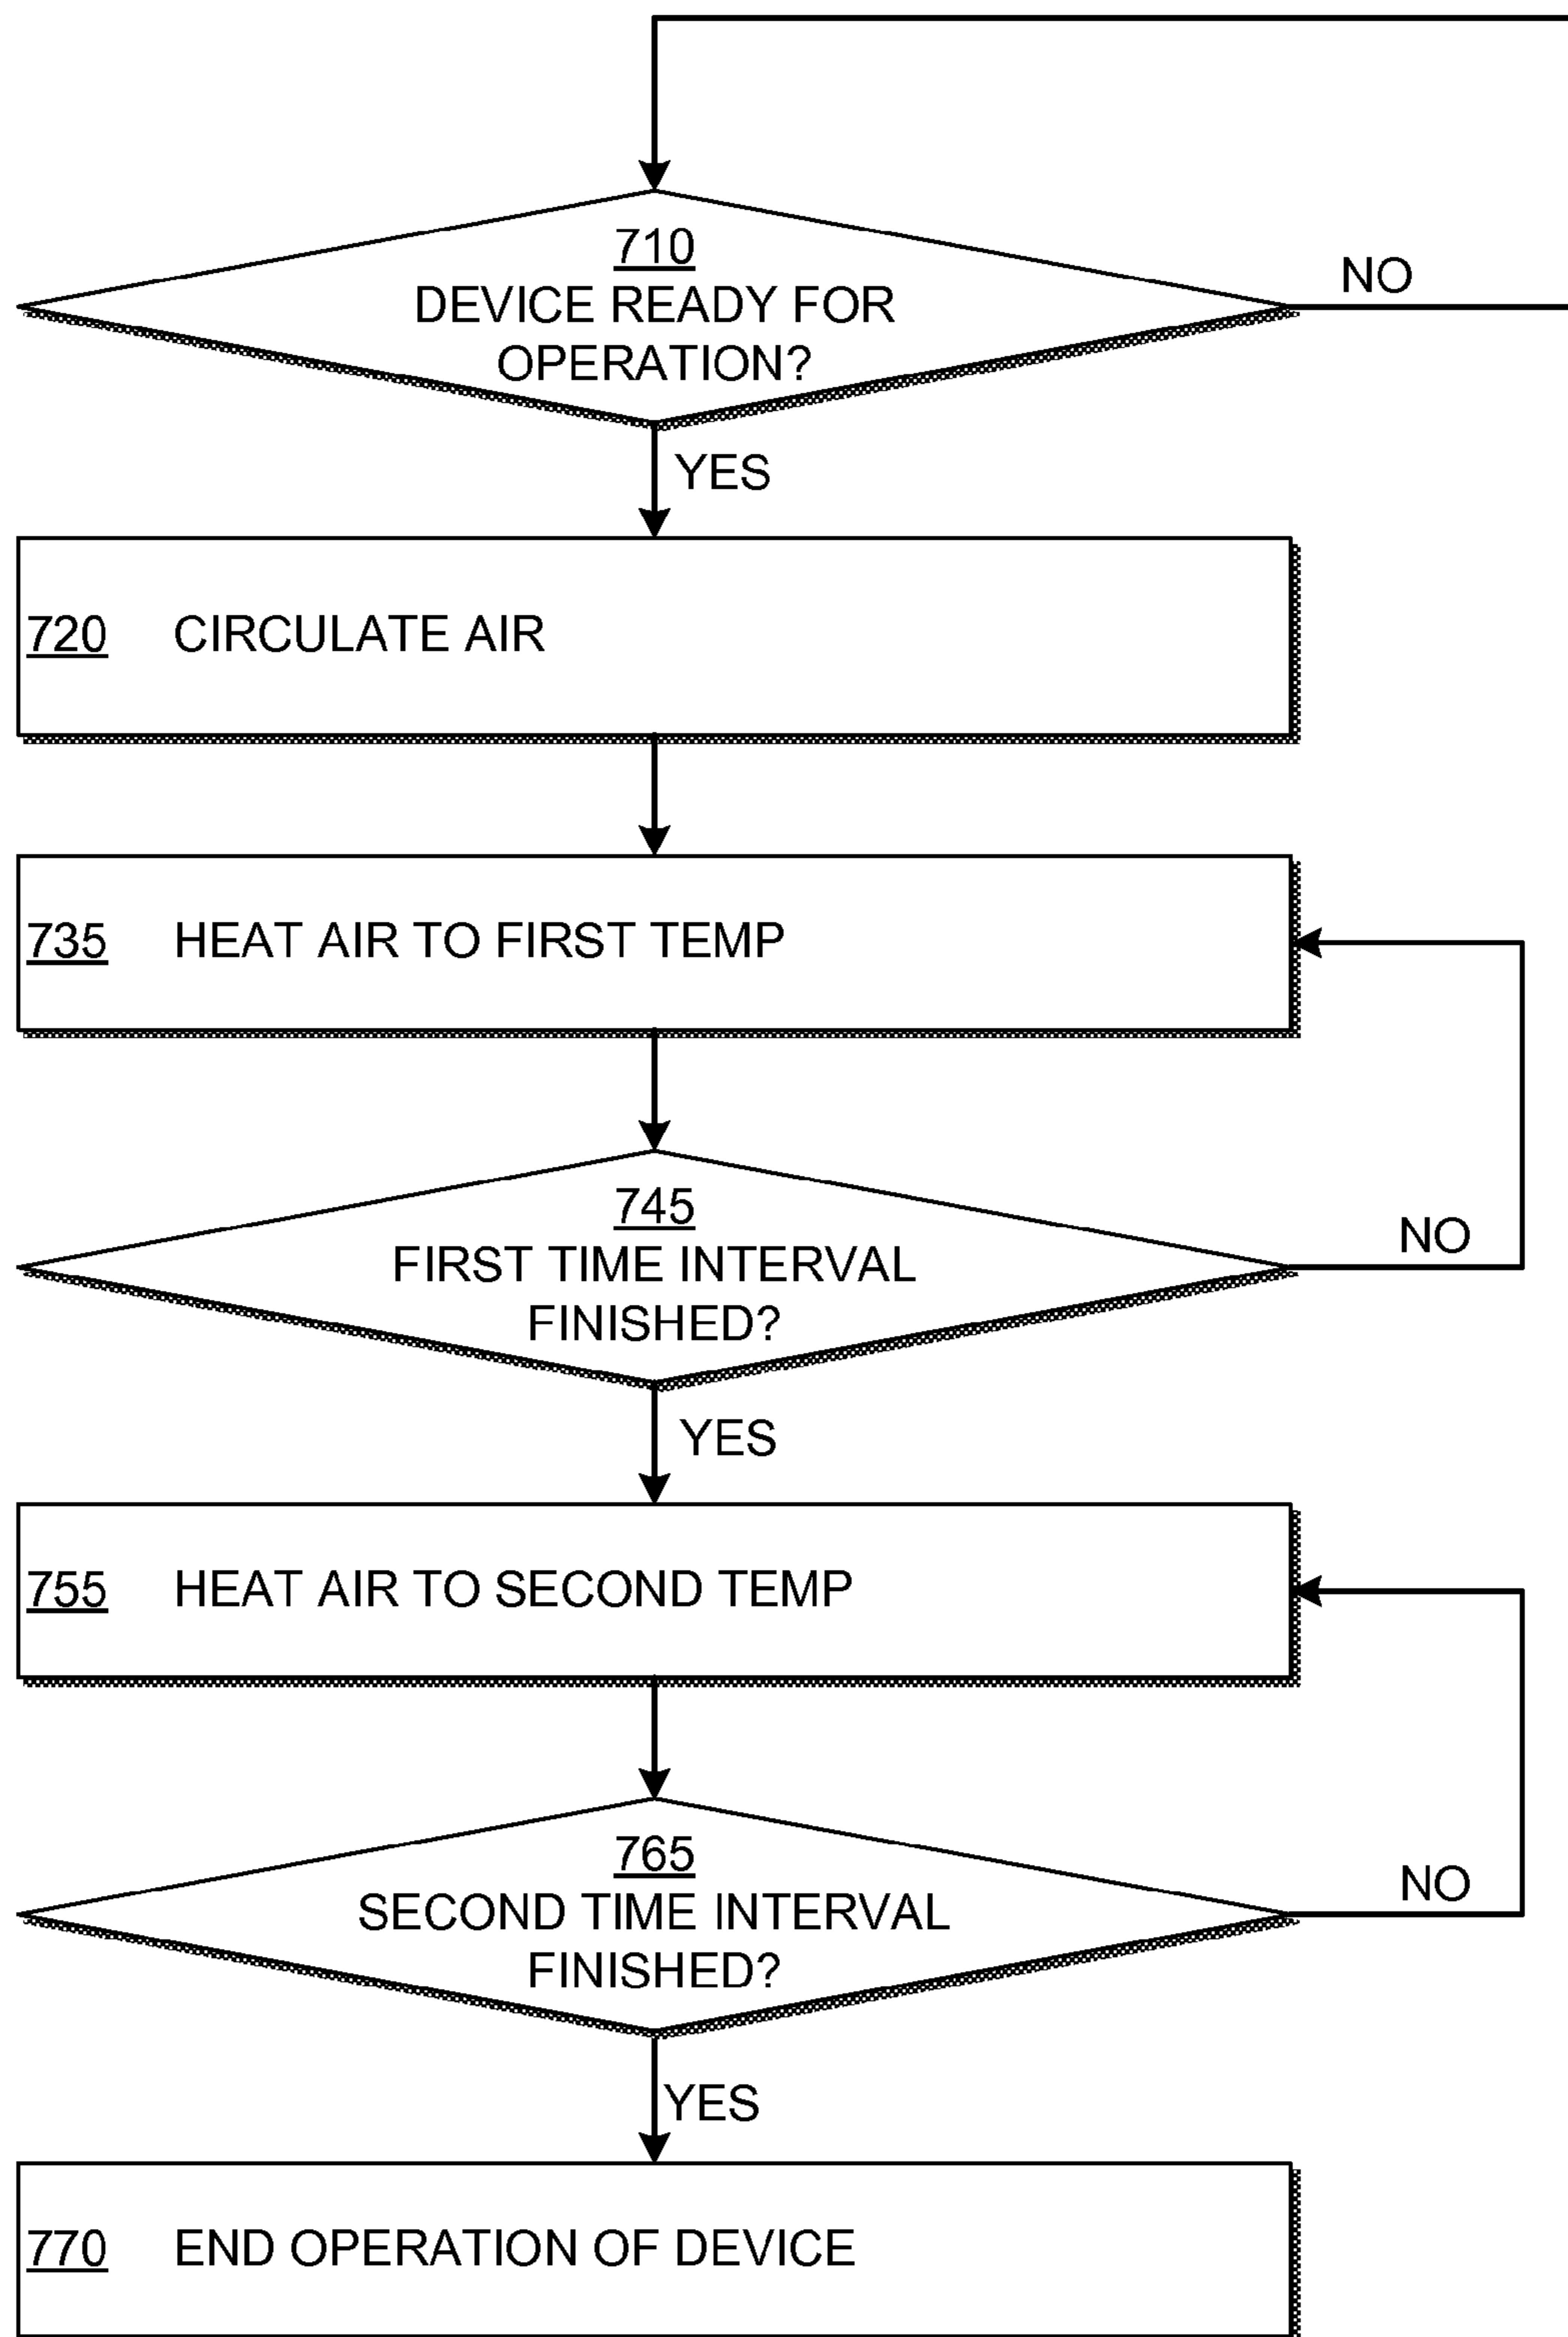 710
DEVICE READY FOR
OPERATION?
NO
YES
720 CIRCULATE AIR
735 HEAT AIR TO FIRST TEMP
745
FIRST TIME INTERVAL
FINISHED?
NO
YES
755 HEAT AIR TO SECOND TEMP
765
SECOND TIME INTERVAL
FINISHED?
NO
YES
770 END OPERATION OF DEVICE